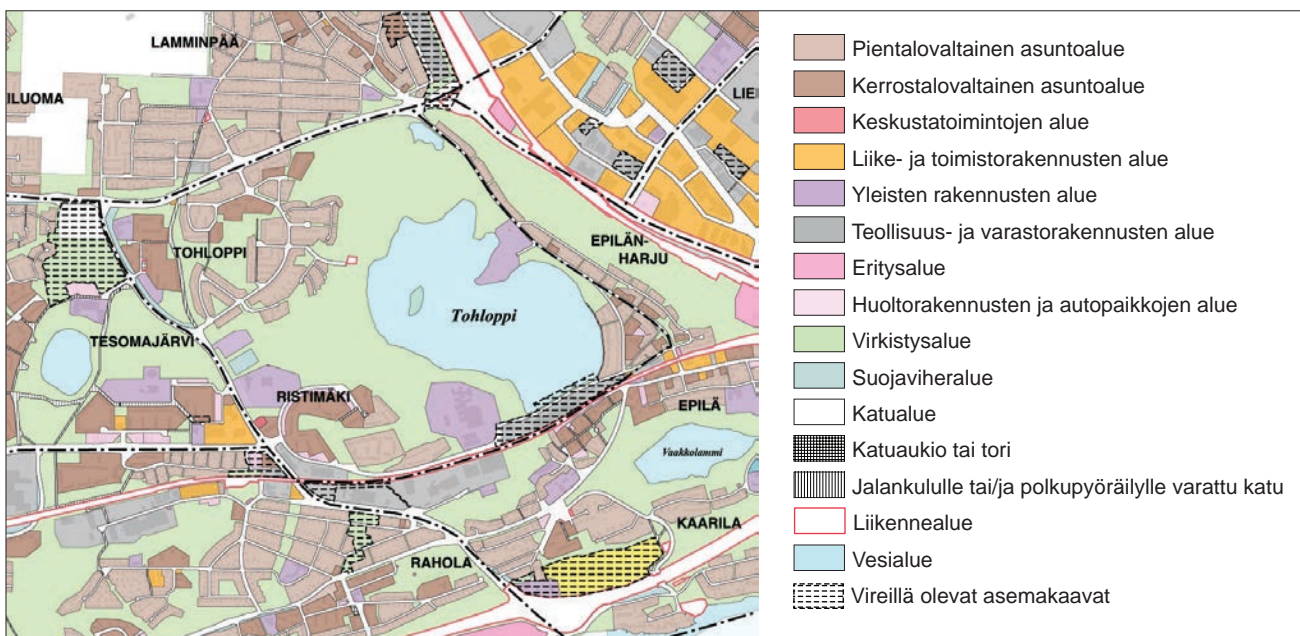 LAMMINPÄÄ
ILUOMA
LIE
TOHLOPPI
EPILÄN-
HARJU
Tohloppi
TESOMAJÄRVI
RISTIMÄKI
EPILÄ
Vaakkolammi
KAARILA
RAHOLA
Pientalovaltainen asuntoalue
Kerrostalovaltainen asuntoalue
Keskustatoimintojen alue
Liike- ja toimistorakennusten alue
Yleisten rakennusten alue
Teollisuus- ja varastorakennusten alue
Eritysalue
Huoltorakennusten ja autopaikkojen alue
Virkistysalue
Suojaviheralue
Katualue
Katuaukio tai tori
Jalankululle tai/ja polkupyöräilylle varattu katu
Liikennealue
Vesialue
Vireillä olevat asemakaavat